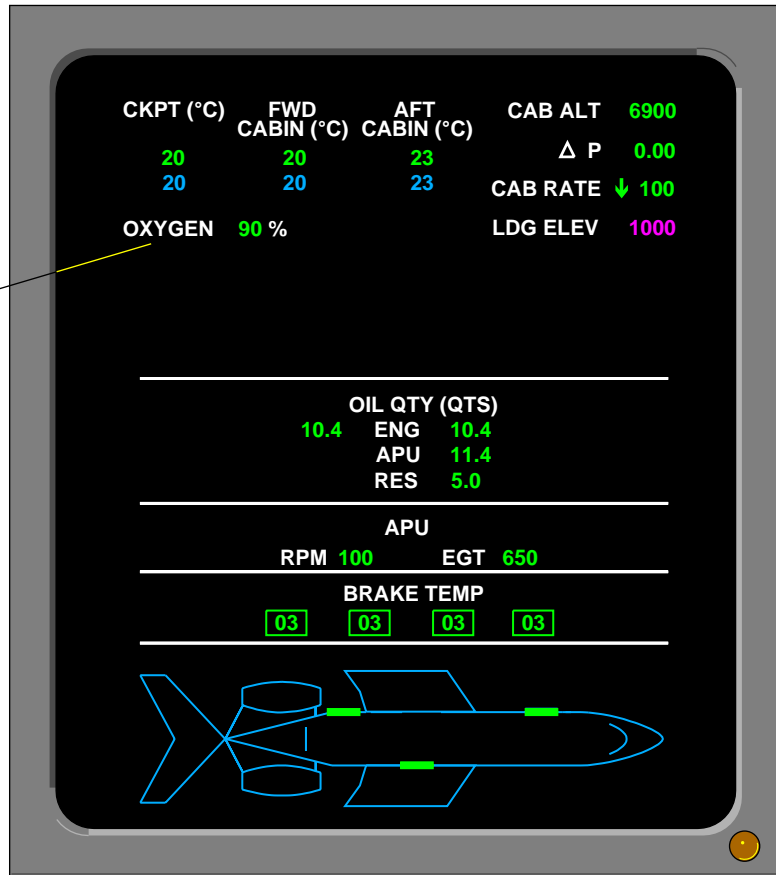 CKPT (°C) FWD CABIN (°C) AFT CABIN (°C) CAB ALT 6900
20 20 23 Δ P 0.00
20 20 23 CAB RATE ↓ 100
OXYGEN 90 % LDG ELEV 1000
OIL QTY (QTS)
10.4 ENG 10.4
APU 11.4
RES 5.0
APU
RPM 100 EGT 650
BRAKE TEMP
03 03 03 03